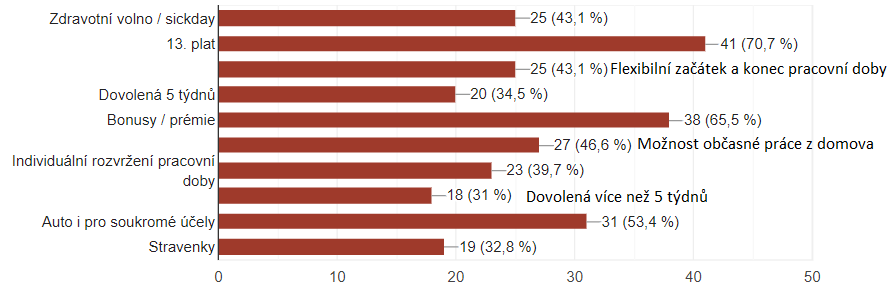 Zdravotní volno / sickday 25 (43,1 %)
13. plat 41 (70,7 %)
25 (43,1 %) Flexibilní začátek a konec pracovní doby
Dovolená 5 týdnů 20 (34,5 %)
Bonusy / prémie 38 (65,5 %)
27 (46,6 %) Možnost občasné práce z domova
Individuální rozvržení pracovní
doby 23 (39,7 %)
18 (31 %) Dovolená více než 5 týdnů
Auto i pro soukromé účely 31 (53,4 %)
Stravenky 19 (32,8 %)
0 10 20 30 40 50